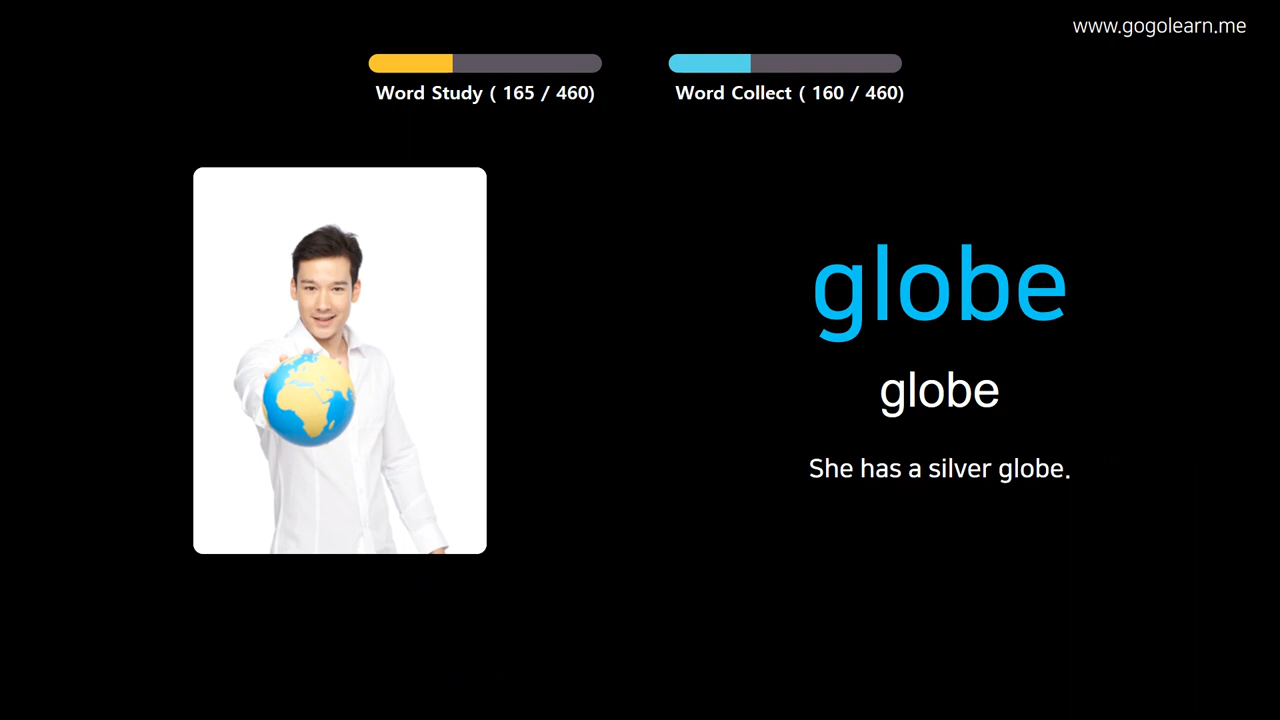 www.gogolearn.me
Word Study ( 165 / 460)
Word Collect ( 160 / 460)
globe
globe
She has a silver globe.